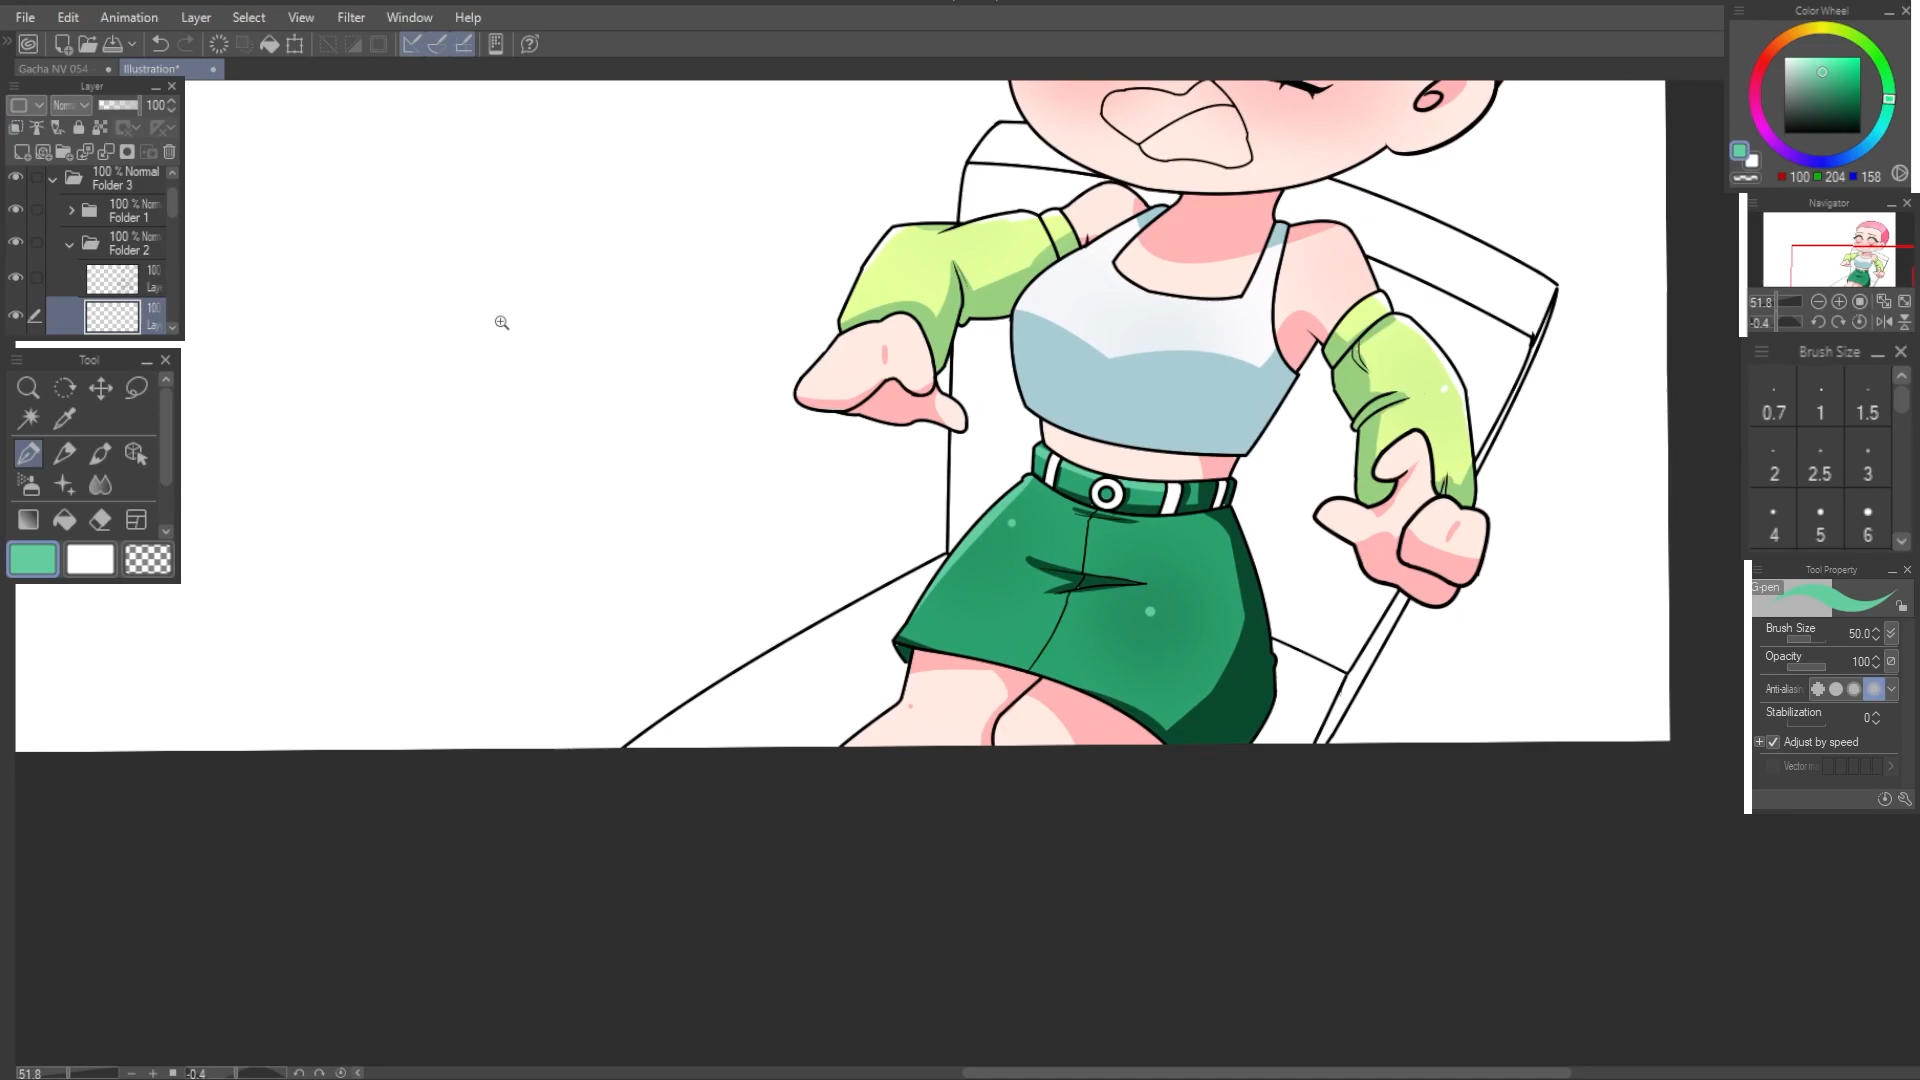 File Edit Animation Layer Select View Filter Window Help
Gacha NV 054
Illustration*
Layer
100
100 % Normal
Folder 3
100 %
Folder 1
100 %
Folder 2
Tool
Color Wheel
100 204 158
Navigator
51.8
-0.4
Brush Size
0.7 1 1.5
2 2.5 3
4 5 6
Tool Property
G-pen
Brush Size 50.0
Opacity 100
Stabilization 0
Adjust by speed
51.8 -0.4